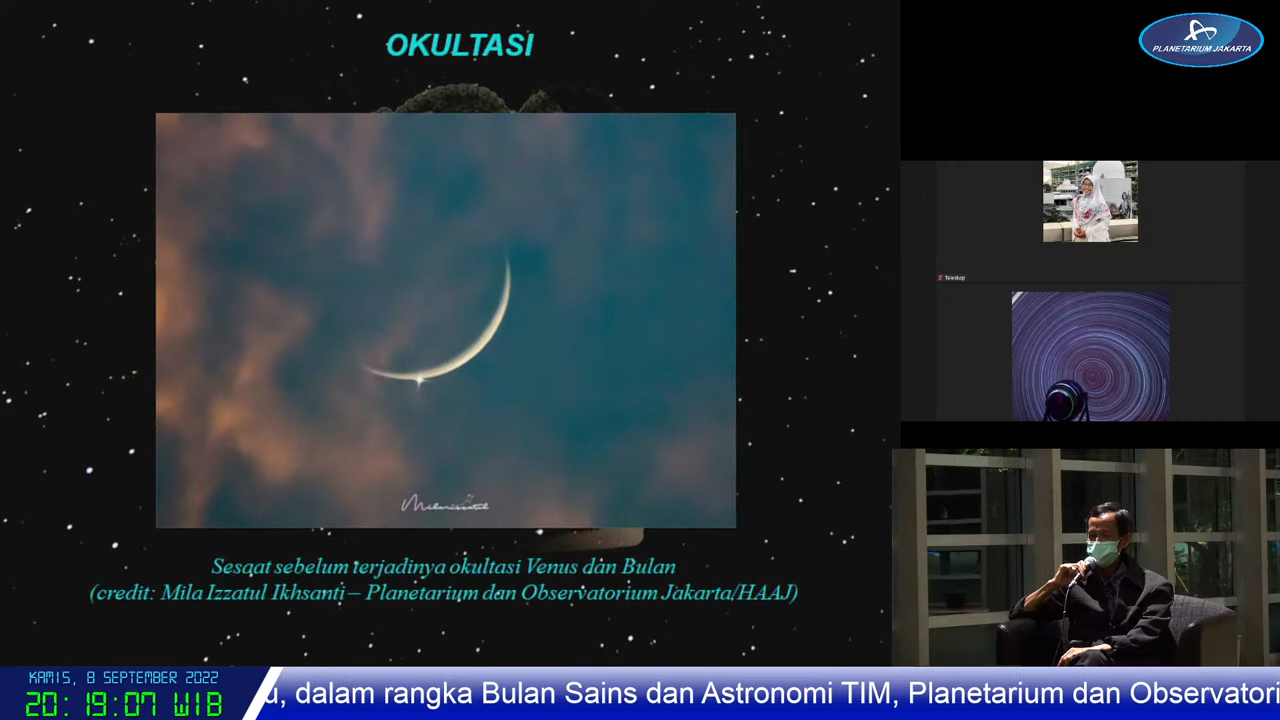 OKULTASI
PLANETARIUM JAKARTA
Teleskop
Sesaat sebelum terjadinya okultasi Venus dan Bulan
(credit: Mila Izzatul Ikhsanti – Planetarium dan Observatorium Jakarta/HAAJ)
KAMIS, 8 SEPTEMBER 2022
20:19:07 WIB
u, dalam rangka Bulan Sains dan Astronomi TIM, Planetarium dan Observatori